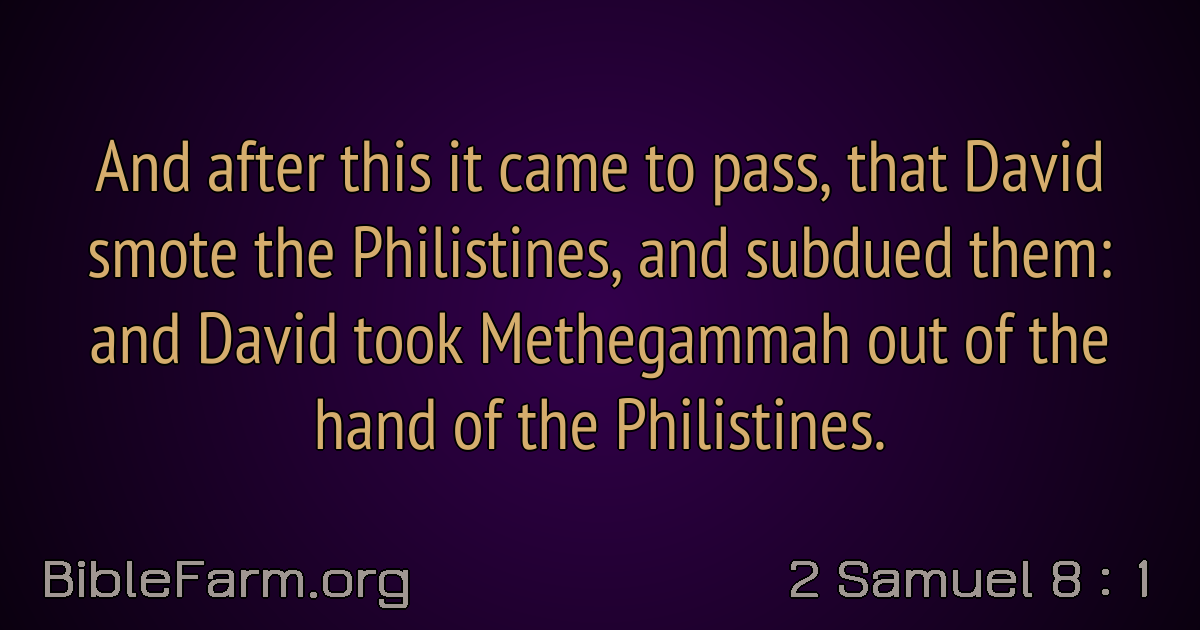 And after this it came to pass, that David
smote the Philistines, and subdued them:
and David took Methegammah out of the
hand of the Philistines.
BibleFarm.org
2 Samuel 8 : 1